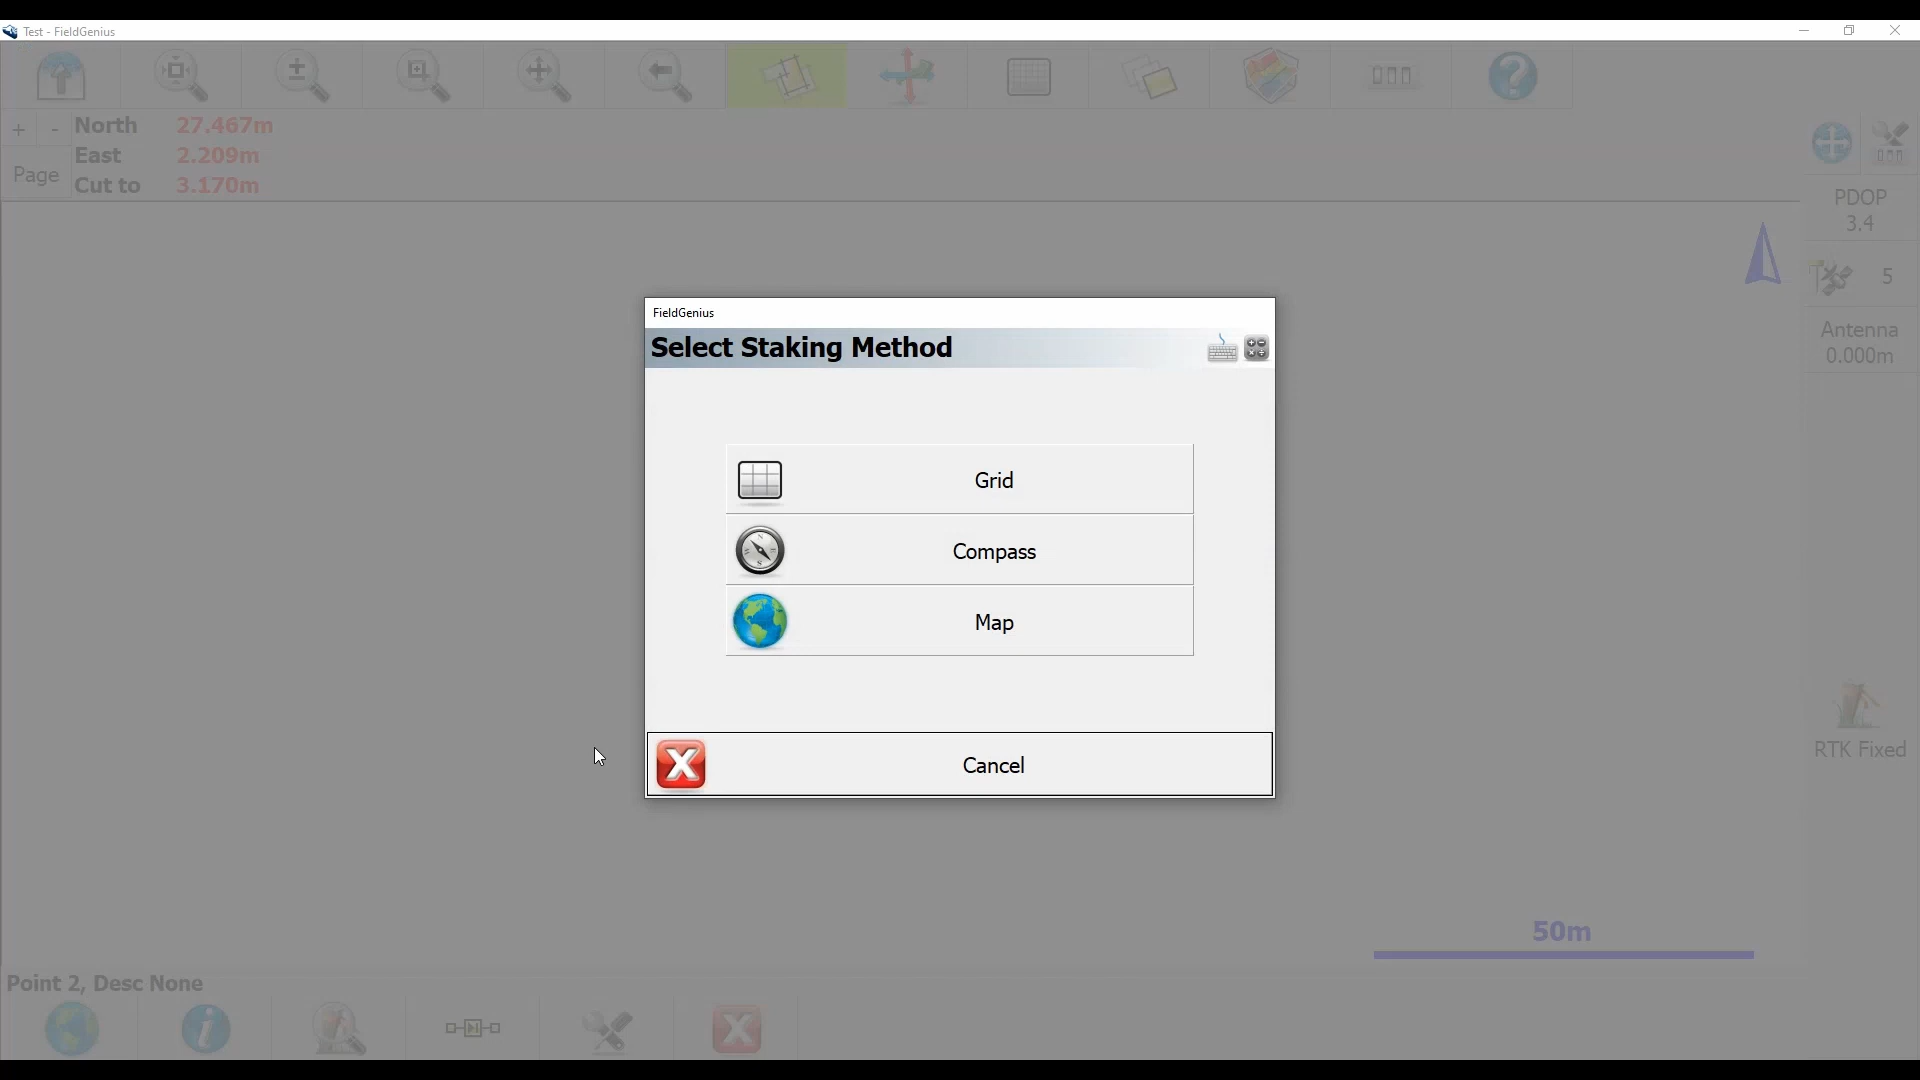 Test - FieldGenius
+ - North 27.467m
East 2.209m
Page
Cut to 3.170m
PDOP
3.4
5
Antenna
0.000m
FieldGenius
Select Staking Method
Grid
Compass
Map
Cancel
RTK Fixed
50m
Point 2, Desc None